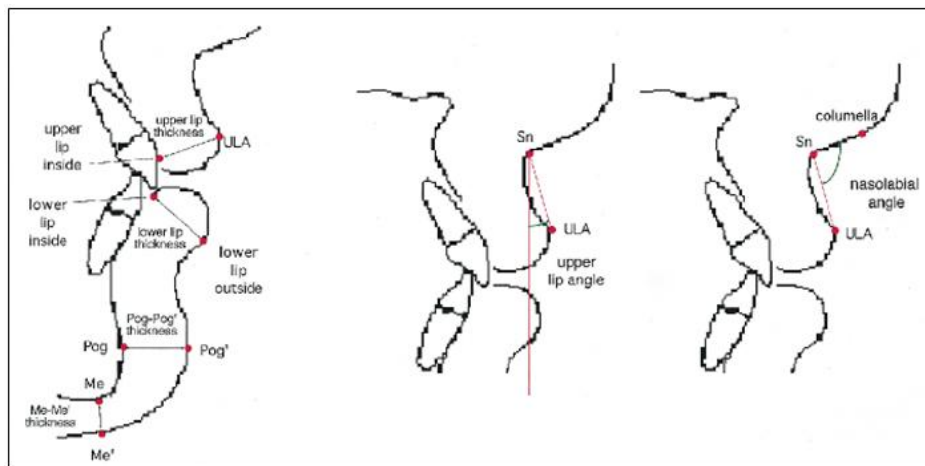 upper lip
thickness
ULA
upper
lip
inside
lower
lip
inside
lower lip
thickness
lower
lip
outside
Pog-Pog'
thickness
Pog
Pog'
Me
Me-Me'
thickness
Me'
Sn
ULA
upper
lip angle
columella
Sn
nasolabial
angle
ULA